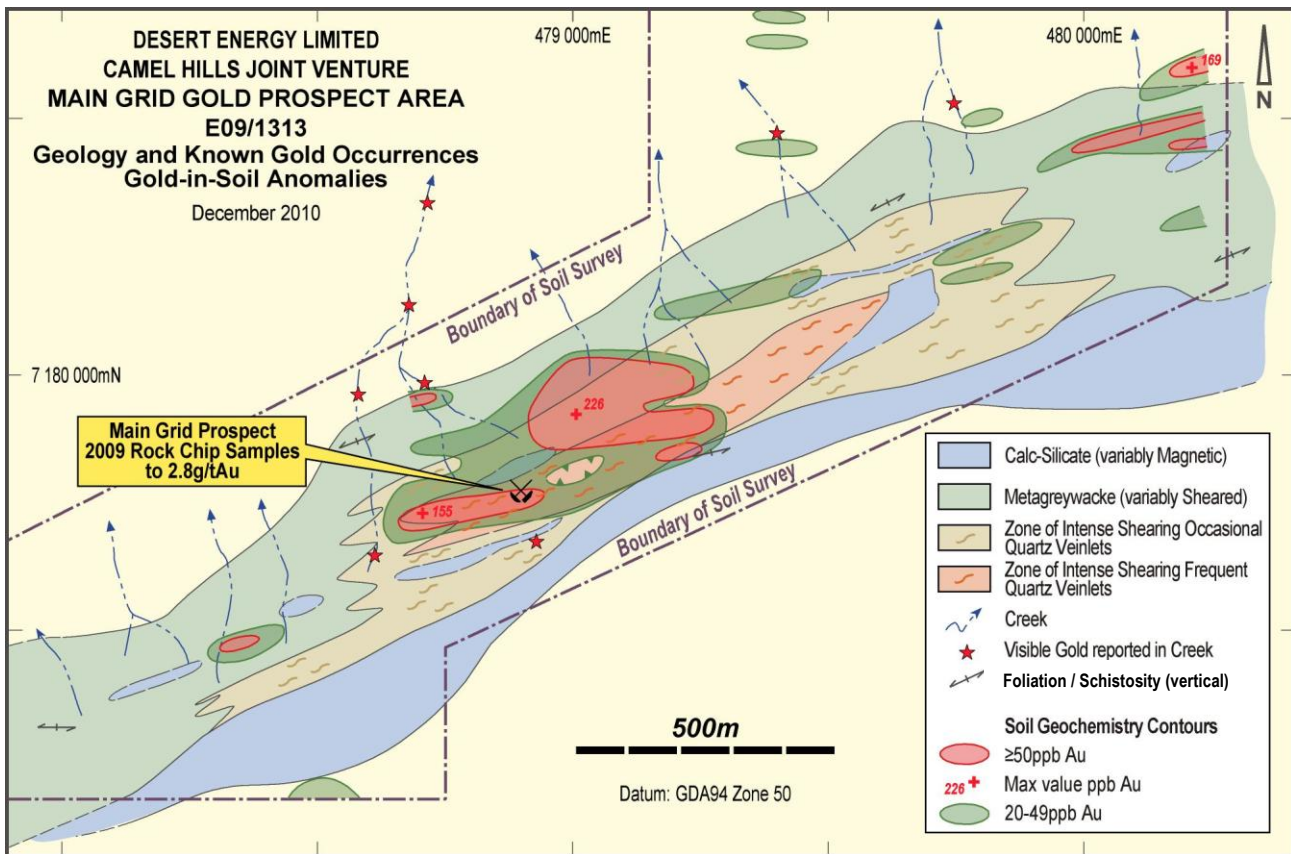 DESERT ENERGY LIMITED
CAMEL HILLS JOINT VENTURE
MAIN GRID GOLD PROSPECT AREA
E09/1313
Geology and Known Gold Occurrences
Gold-in-Soil Anomalies
December 2010
479 000mE
480 000mE
169
N
Boundary of Soil Survey
7 180 000mN
226
Main Grid Prospect
2009 Rock Chip Samples
to 2.8g/tAu
155
Boundary of Soil Survey
500m
Datum: GDA94 Zone 50
Calc-Silicate (variably Magnetic)
Metagreywacke (variably Sheared)
Zone of Intense Shearing Occasional
Quartz Veinlets
Zone of Intense Shearing Frequent
Quartz Veinlets
Creek
Visible Gold reported in Creek
Foliation / Schistosity (vertical)
Soil Geochemistry Contours
≥50ppb Au
226 Max value ppb Au
20-49ppb Au